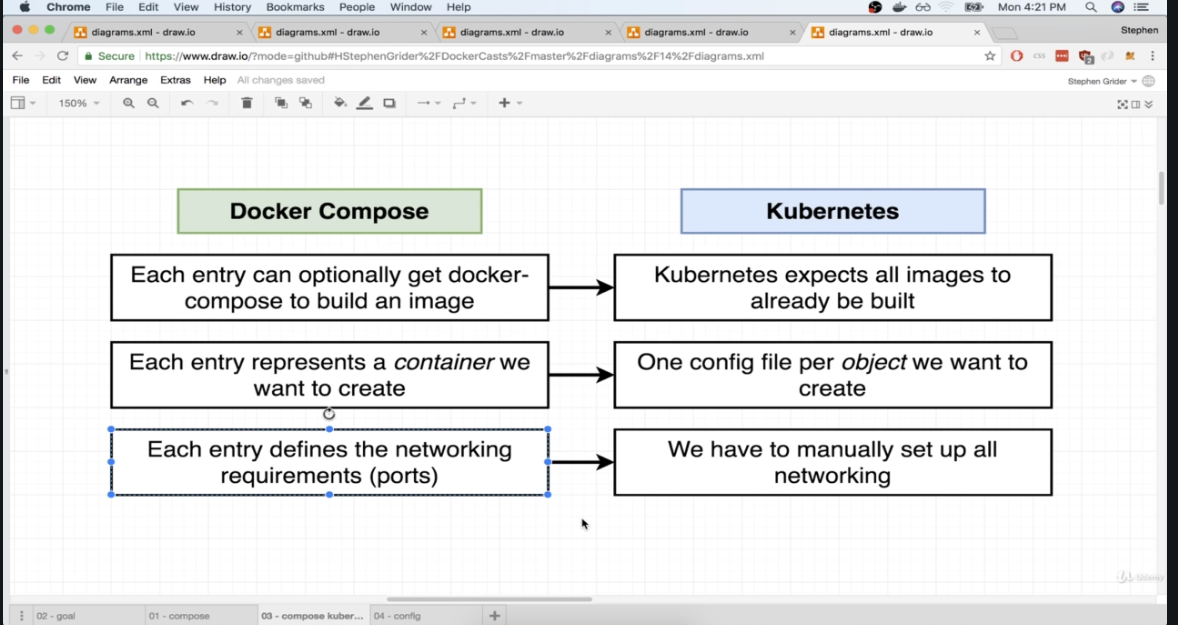 Chrome File Edit View History Bookmarks People Window Help Mon 4:21 PM
diagrams.xml - draw.io diagrams.xml - draw.io diagrams.xml - draw.io diagrams.xml - draw.io diagrams.xml - draw.io Stephen
Secure https://www.draw.io/?mode=github#HStephenGrider%2FDockerCasts%2Fmaster%2Fdiagrams%2F14%2Fdiagrams.xml
File Edit View Arrange Extras Help All changes saved Stephen Grider
150%
Docker Compose
Kubernetes
Each entry can optionally get docker-
compose to build an image
Kubernetes expects all images to
already be built
Each entry represents a container we
want to create
One config file per object we want to
create
Each entry defines the networking
requirements (ports)
We have to manually set up all
networking
Udemy
02 - goal 01 - compose 03 - compose kuber... 04 - config